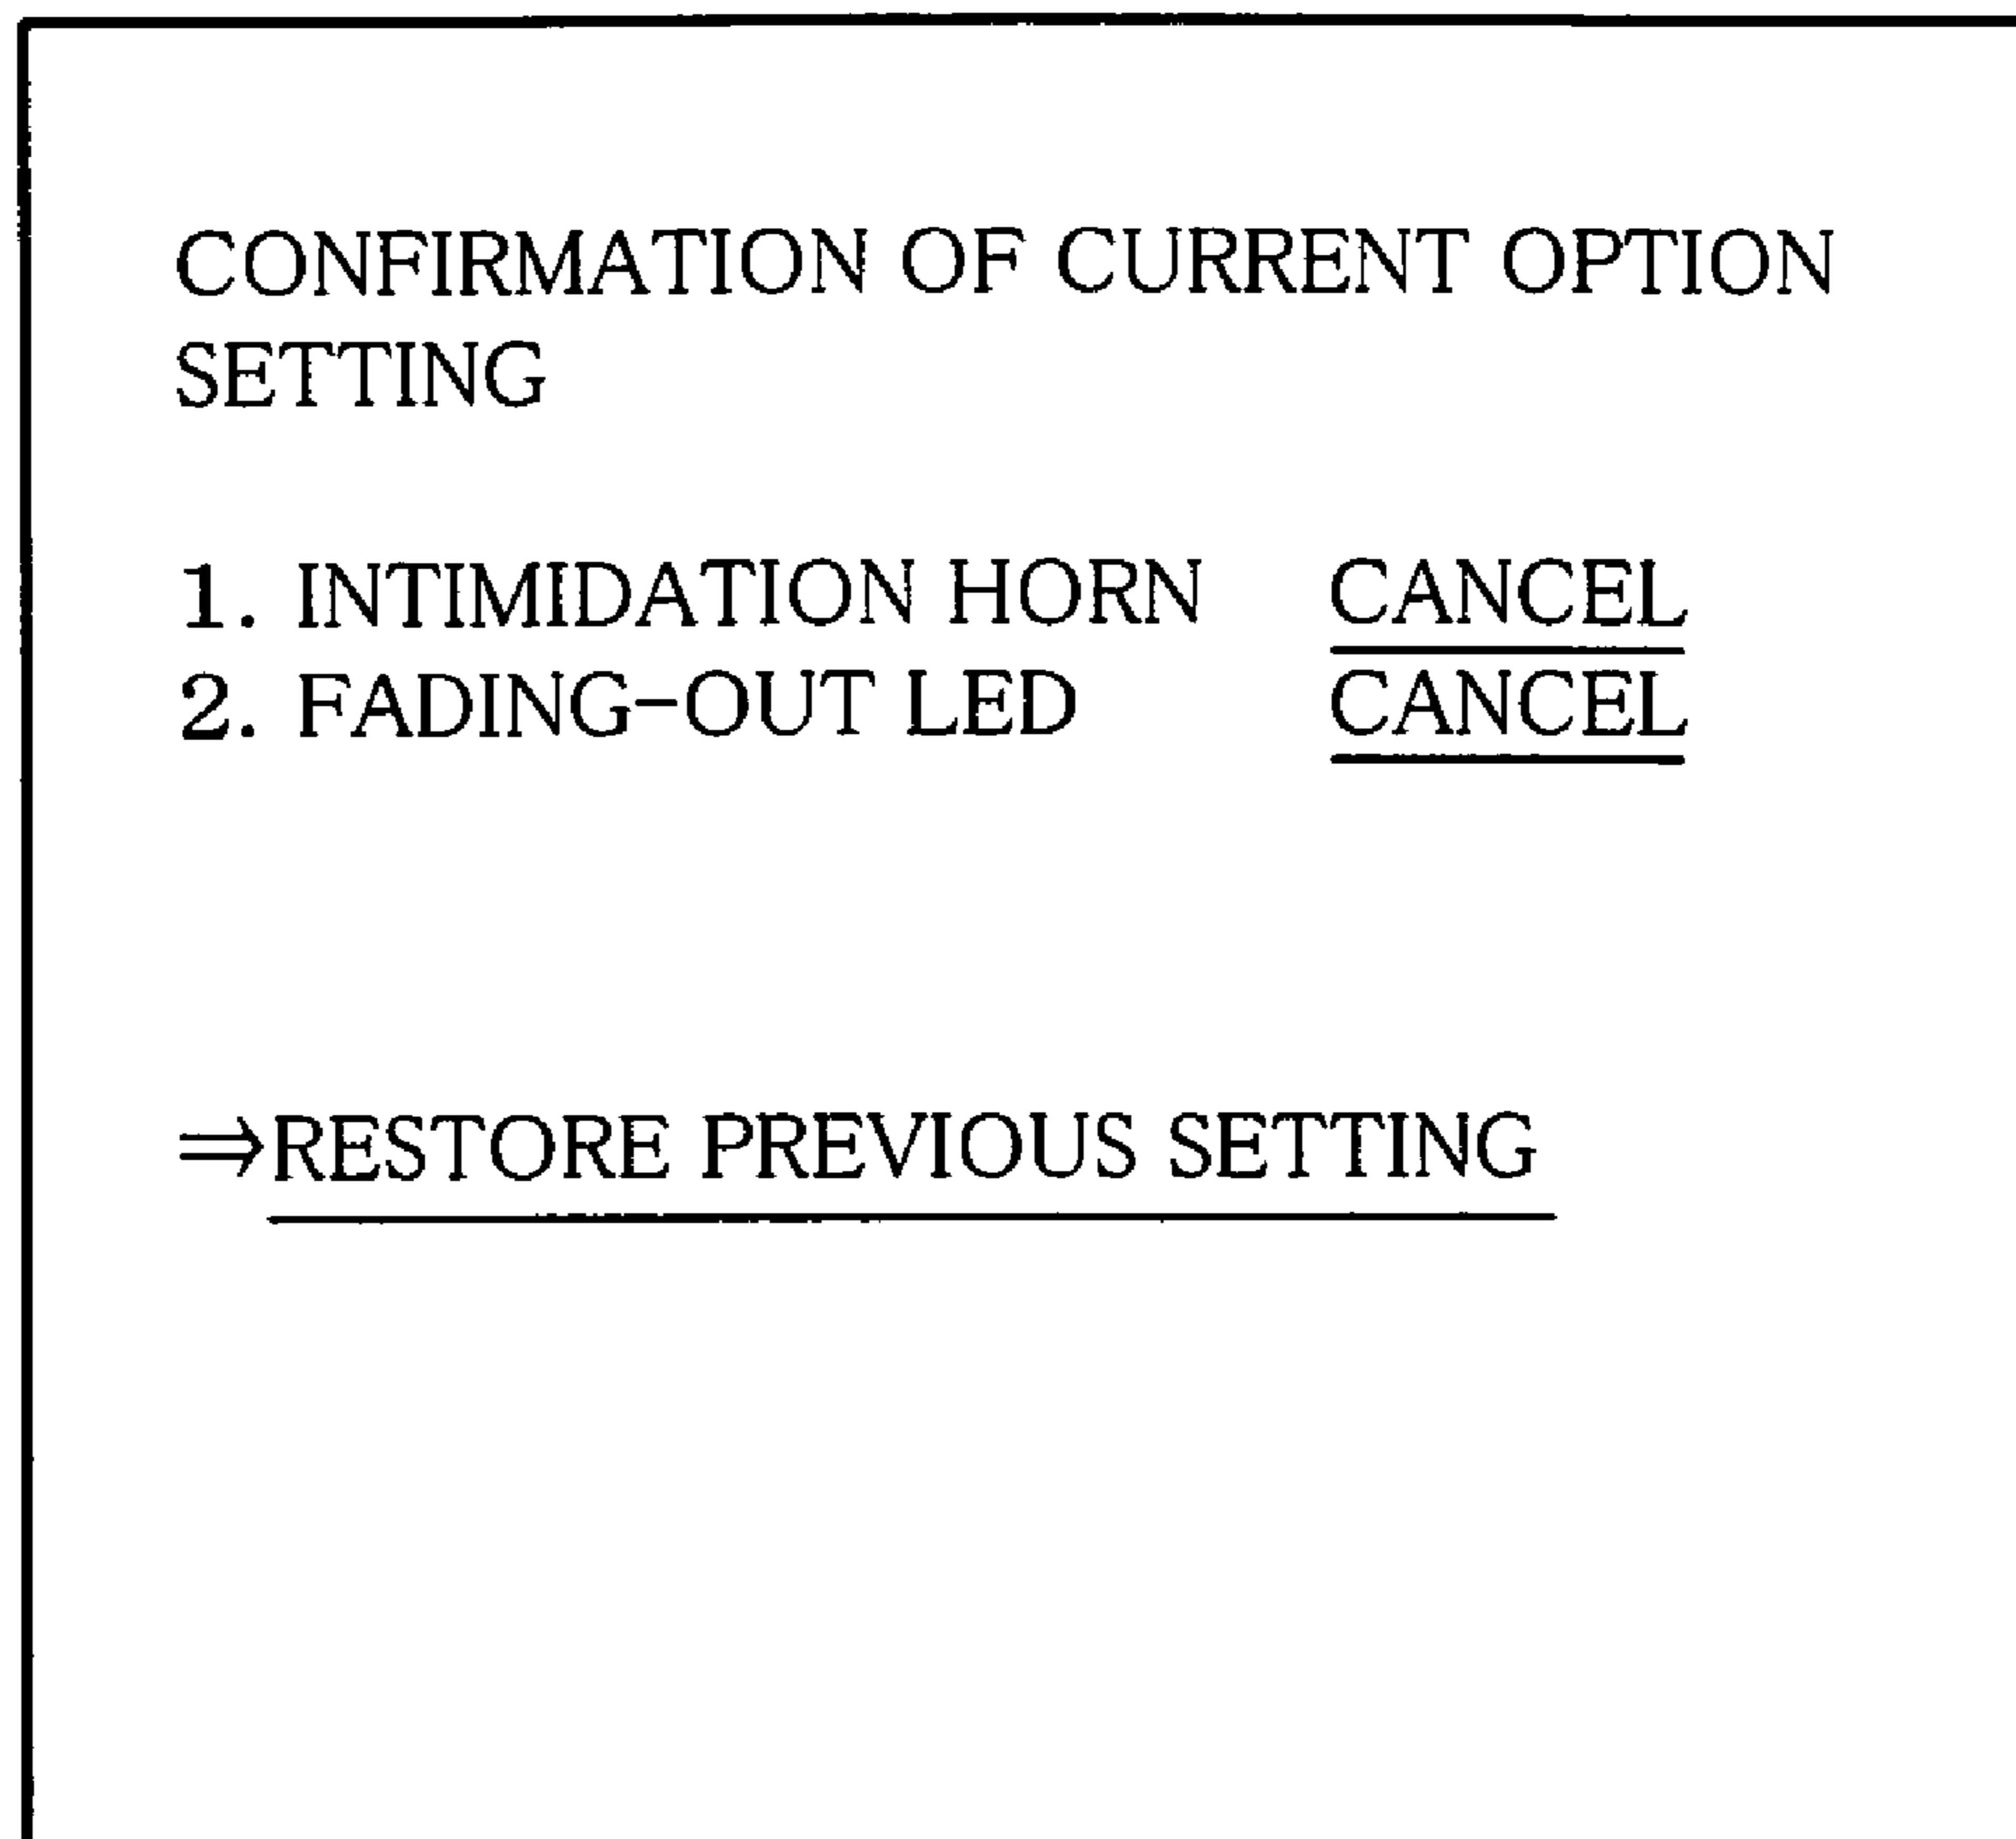 CONFIRMATION OF CURRENT OPTION
SETTING
1. INTIMIDATION HORN CANCEL
2. FADING-OUT LED CANCEL
⇒RESTORE PREVIOUS SETTING